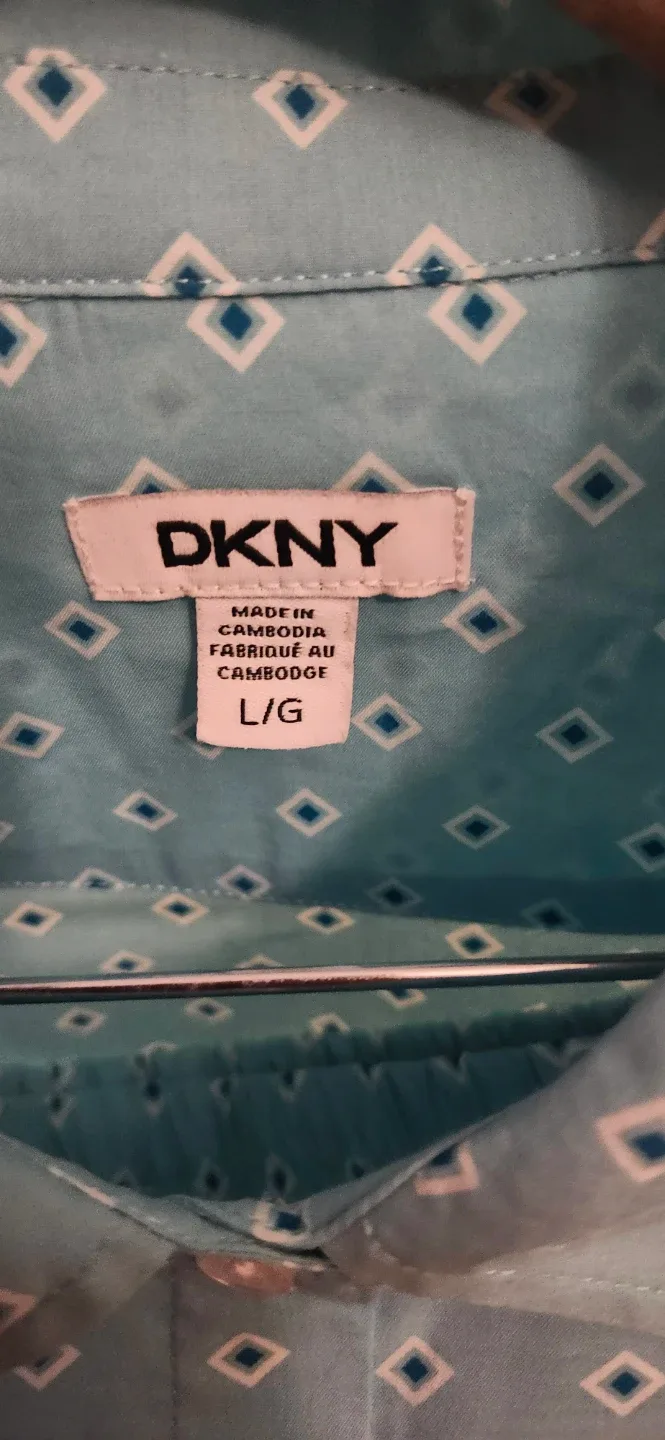 DKNY
MADE IN
CAMBODIA
FABRIQUÉ AU
CAMBODGE
L/G